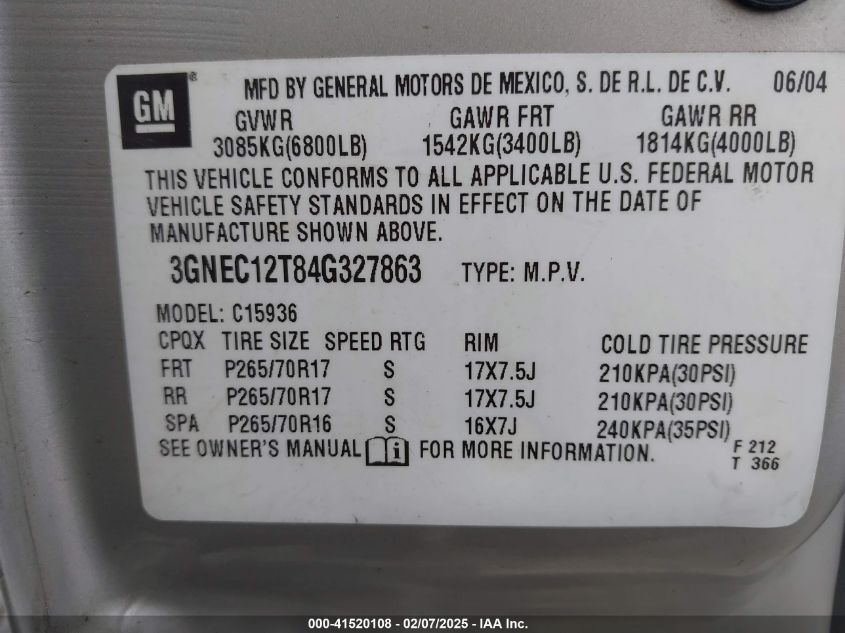 GM ® MFD BY GENERAL MOTORS DE MEXICO, S. DE R.L. DE C.V. 06/04
GVWR GAWR FRT GAWR RR
3085KG(6800LB) 1542KG(3400LB) 1814KG(4000LB)
THIS VEHICLE CONFORMS TO ALL APPLICABLE U.S. FEDERAL MOTOR
VEHICLE SAFETY STANDARDS IN EFFECT ON THE DATE OF
MANUFACTURE SHOWN ABOVE.
3GNEC12T84G327863 TYPE: M.P.V.
MODEL: C15936
CPQX TIRE SIZE SPEED RTG RIM COLD TIRE PRESSURE
FRT P265/70R17 S 17X7.5J 210KPA(30PSI)
RR P265/70R17 S 17X7.5J 210KPA(30PSI)
SPA P265/70R16 S 16X7J 240KPA(35PSI)
SEE OWNER'S MANUAL i FOR MORE INFORMATION. F 212
T 366
000-41520108 - 02/07/2025 - IAA Inc.